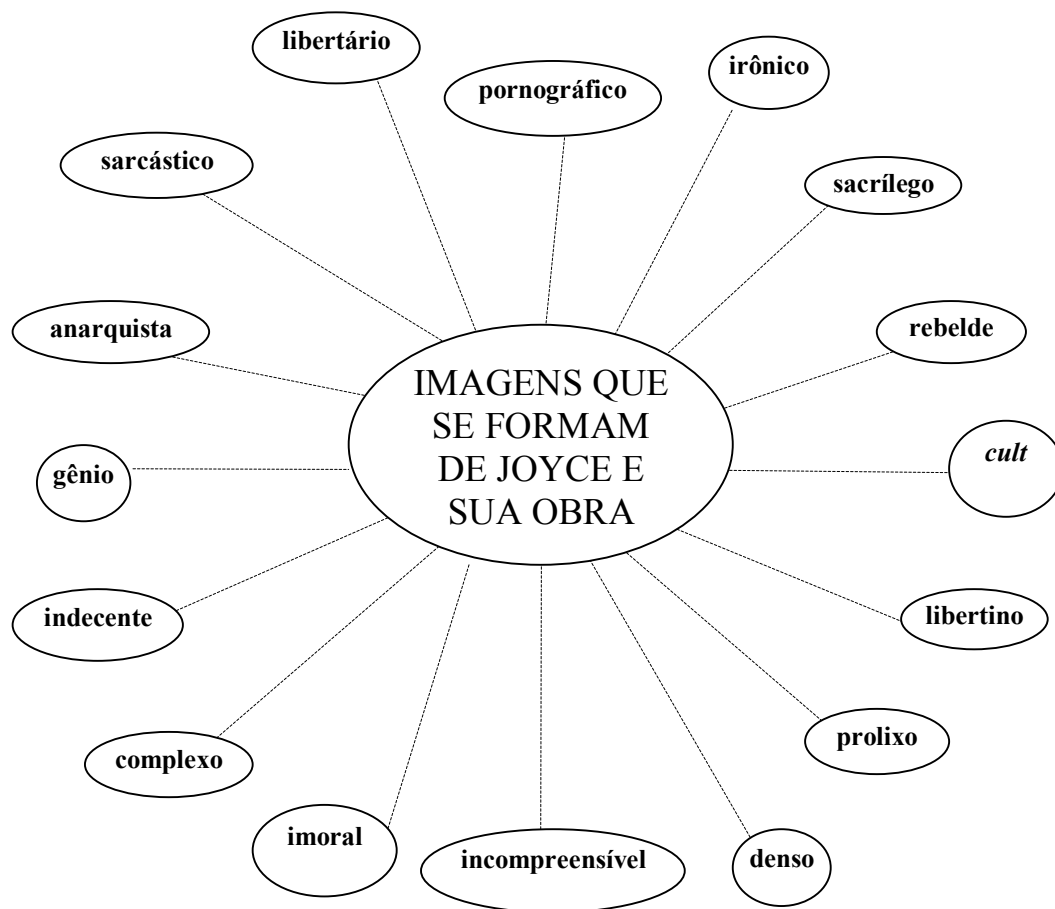 libertário
pornográfico
irônico
sarcástico
sacrílego
anarquista
rebelde
IMAGENS QUE
SE FORMAM
DE JOYCE E
SUA OBRA
gênio
cult
indecente
libertino
complexo
prolixo
imoral
incompreensível
denso